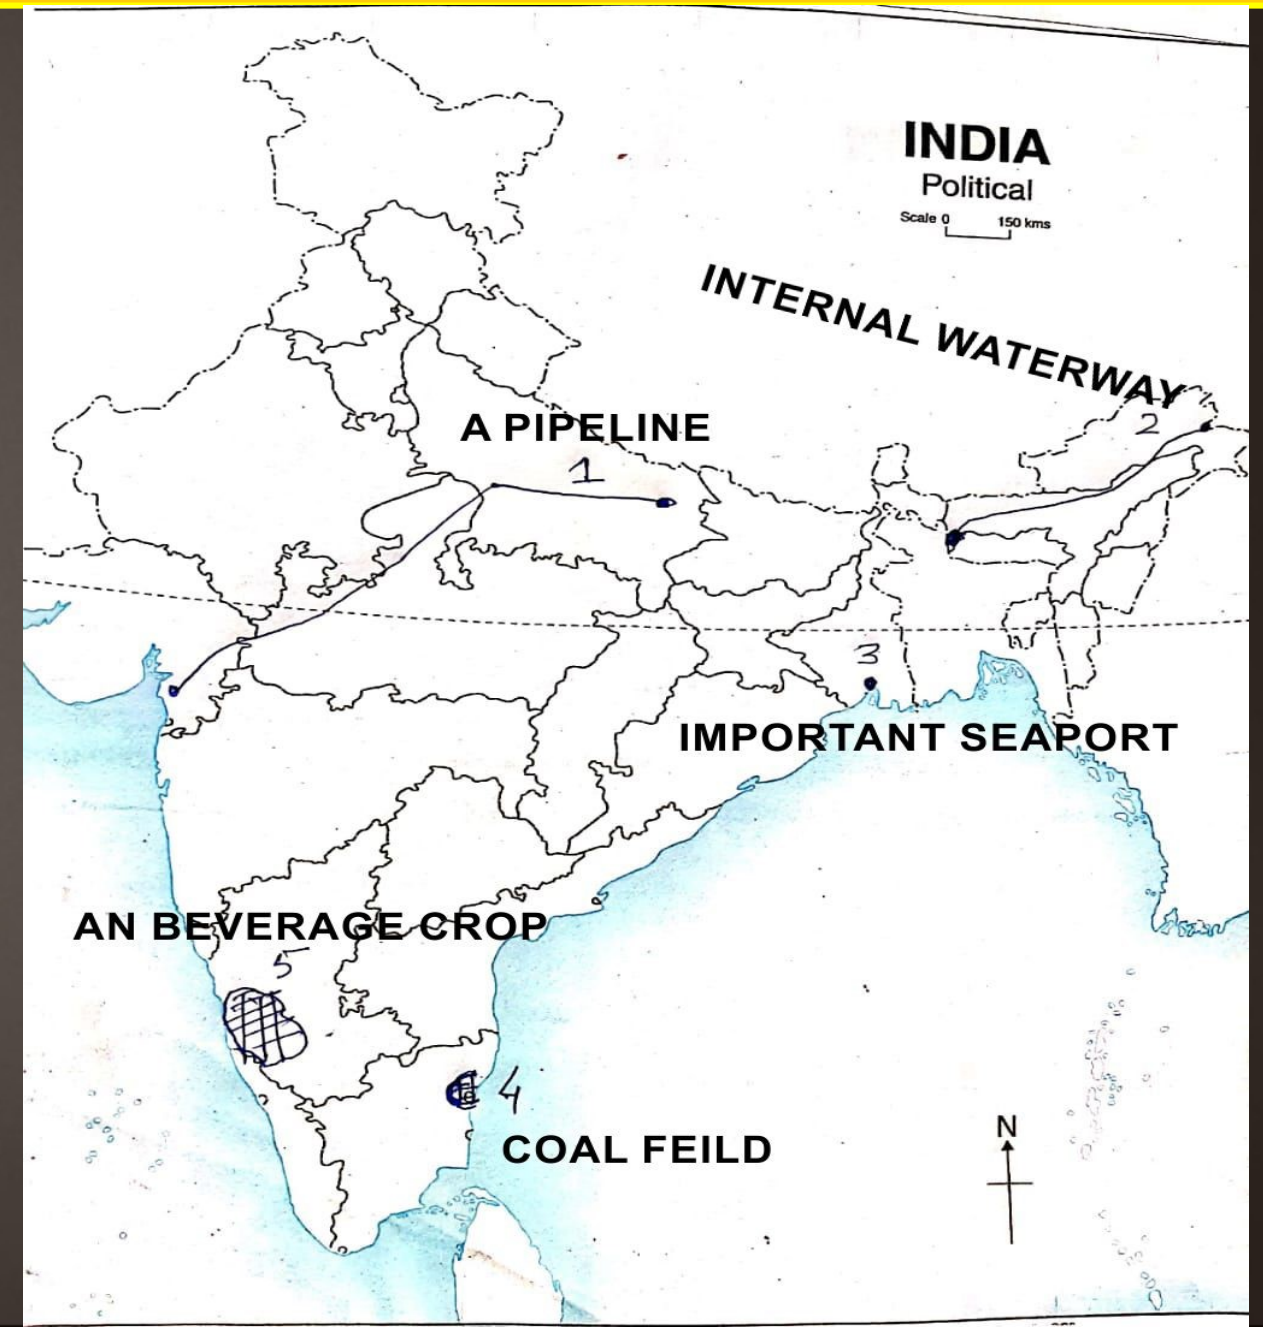 INDIA
Political
Scale 0 150 kms
INTERNAL WATERWAY
2
A PIPELINE
1
3
IMPORTANT SEAPORT
AN BEVERAGE CROP
5
4
COAL FEILD
N